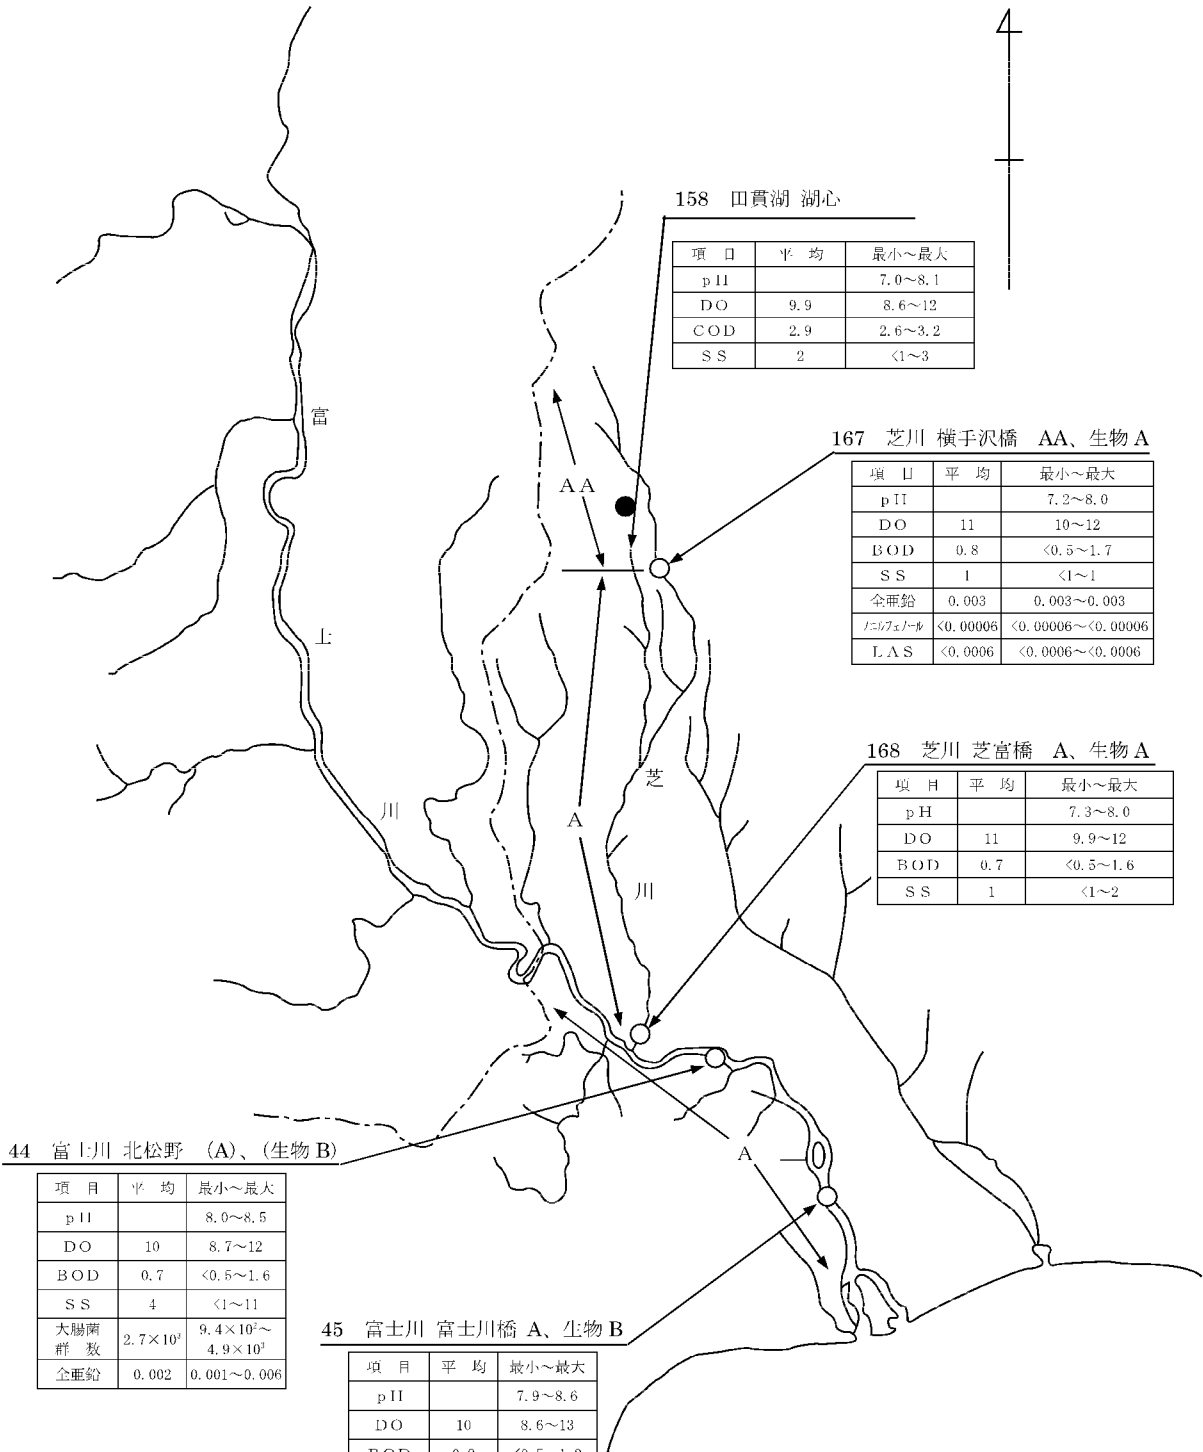 158 田貫湖 湖心
項 目 平 均 最小～最大
pH 7.0～8.1
DO 9.9 8.6～12
COD 2.9 2.6～3.2
SS 2 <1～3
富
167 芝川 横手沢橋 AA、生物 A
項 目 平 均 最小～最大
pH 7.2～8.0
DO 11 10～12
BOD 0.8 <0.5～1.7
SS 1 <1～1
全亜鉛 0.003 0.003～0.003
ノニルフェノール <0.00006 <0.00006～<0.00006
LAS <0.0006 <0.0006～<0.0006
AA
士
168 芝川 芝富橋 A、生物 A
項 目 平 均 最小～最大
pH 7.3～8.0
DO 11 9.9～12
BOD 0.7 <0.5～1.6
SS 1 <1～2
芝
川
A
川
A
44 富士川 北松野 (A)、(生物 B)
項 目 平 均 最小～最大
pH 8.0～8.5
DO 10 8.7～12
BOD 0.7 <0.5～1.6
SS 4 <1～11
大腸菌 9.4×10²～
群 数 2.7×10³ 4.9×10³
全亜鉛 0.002 0.001～0.006
45 富士川 富士川橋 A、生物 B
項 目 平 均 最小～最大
pH 7.9～8.6
DO 10 8.6～13
BOD